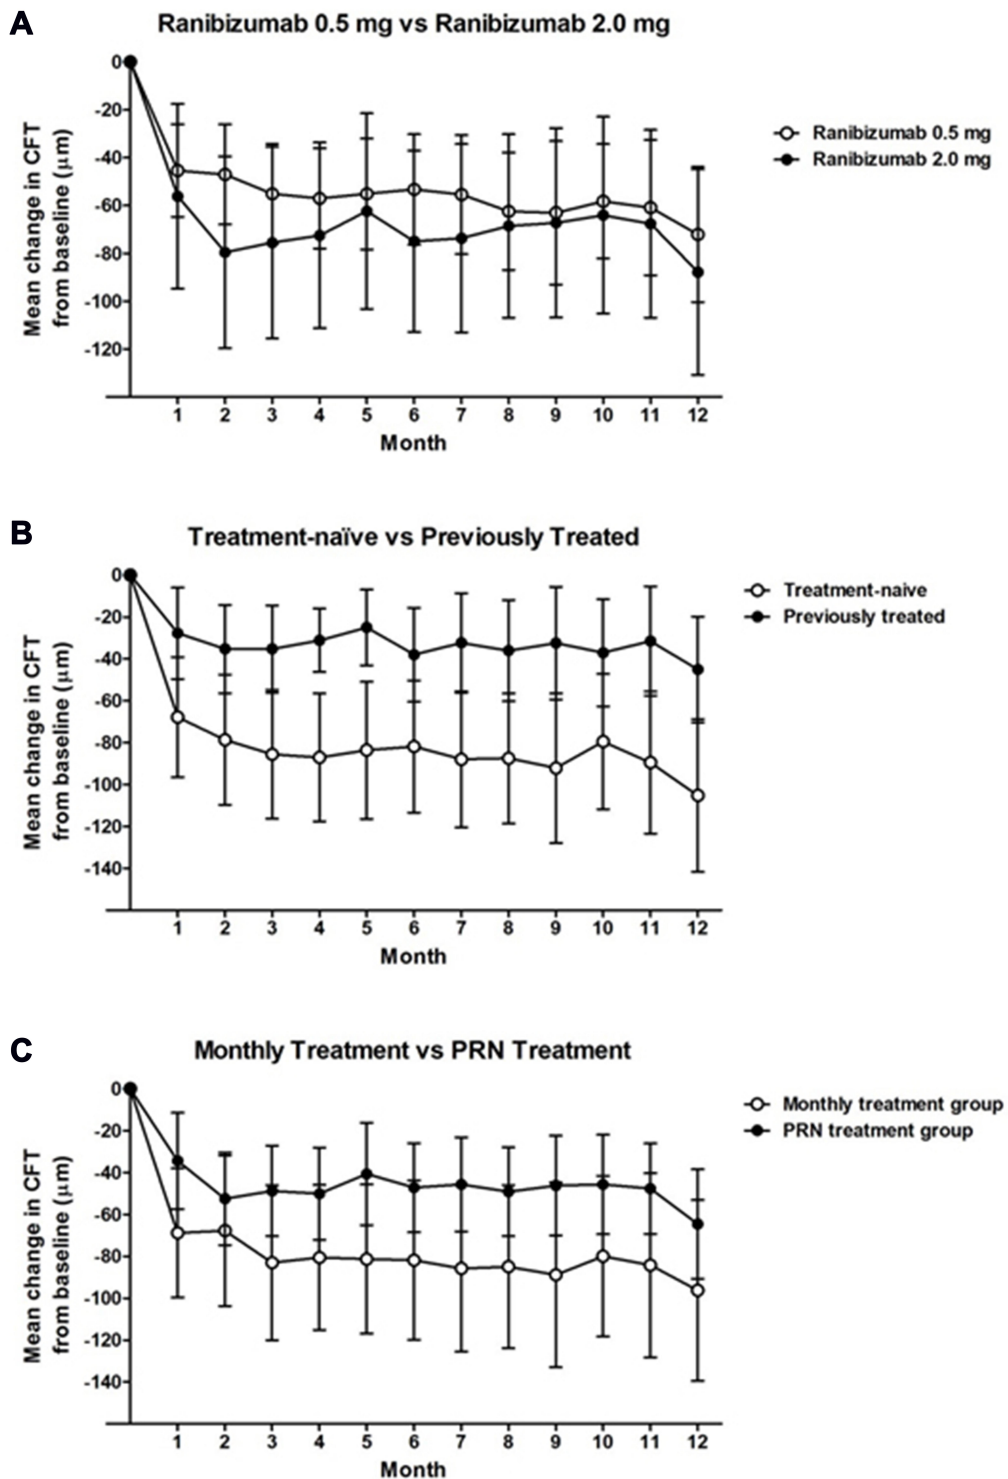 A
Ranibizumab 0.5 mg vs Ranibizumab 2.0 mg
0
-20
-40
-60
-80
-100
-120
Mean change in CFT
from baseline (μm)
Ranibizumab 0.5 mg
Ranibizumab 2.0 mg
1 2 3 4 5 6 7 8 9 10 11 12
Month
B
Treatment-naïve vs Previously Treated
0
-20
-40
-60
-80
-100
-120
-140
Mean change in CFT
from baseline (μm)
Treatment-naive
Previously treated
1 2 3 4 5 6 7 8 9 10 11 12
Month
C
Monthly Treatment vs PRN Treatment
0
-20
-40
-60
-80
-100
-120
-140
Mean change in CFT
from baseline (μm)
Monthly treatment group
PRN treatment group
1 2 3 4 5 6 7 8 9 10 11 12
Month